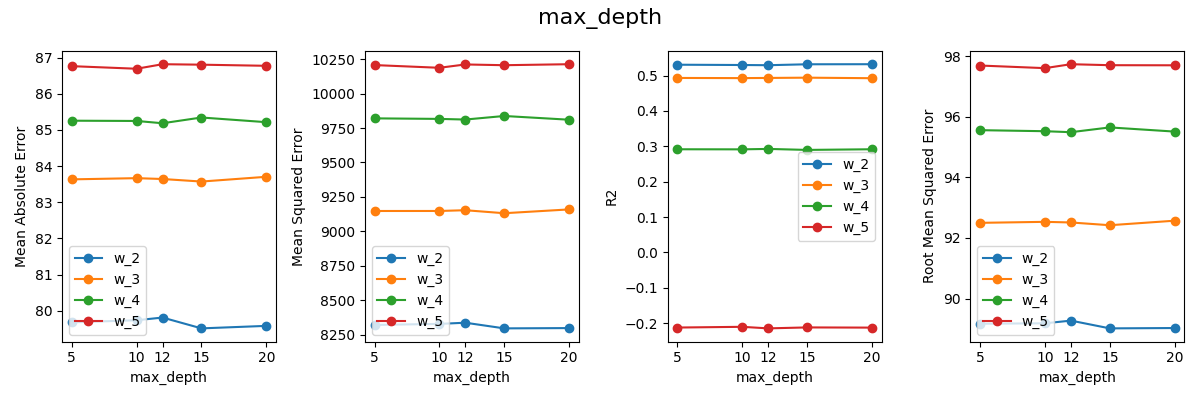 max_depth
Mean Absolute Error
87
86
85
84
83
82
81
80
w_2
w_3
w_4
w_5
5 10 12 15 20
max_depth
Mean Squared Error
10250
10000
9750
9500
9250
9000
8750
8500
8250
w_2
w_3
w_4
w_5
5 10 12 15 20
max_depth
R2
0.5
0.4
0.3
0.2
0.1
0.0
−0.1
−0.2
w_2
w_3
w_4
w_5
5 10 12 15 20
max_depth
Root Mean Squared Error
98
96
94
92
90
w_2
w_3
w_4
w_5
5 10 12 15 20
max_depth